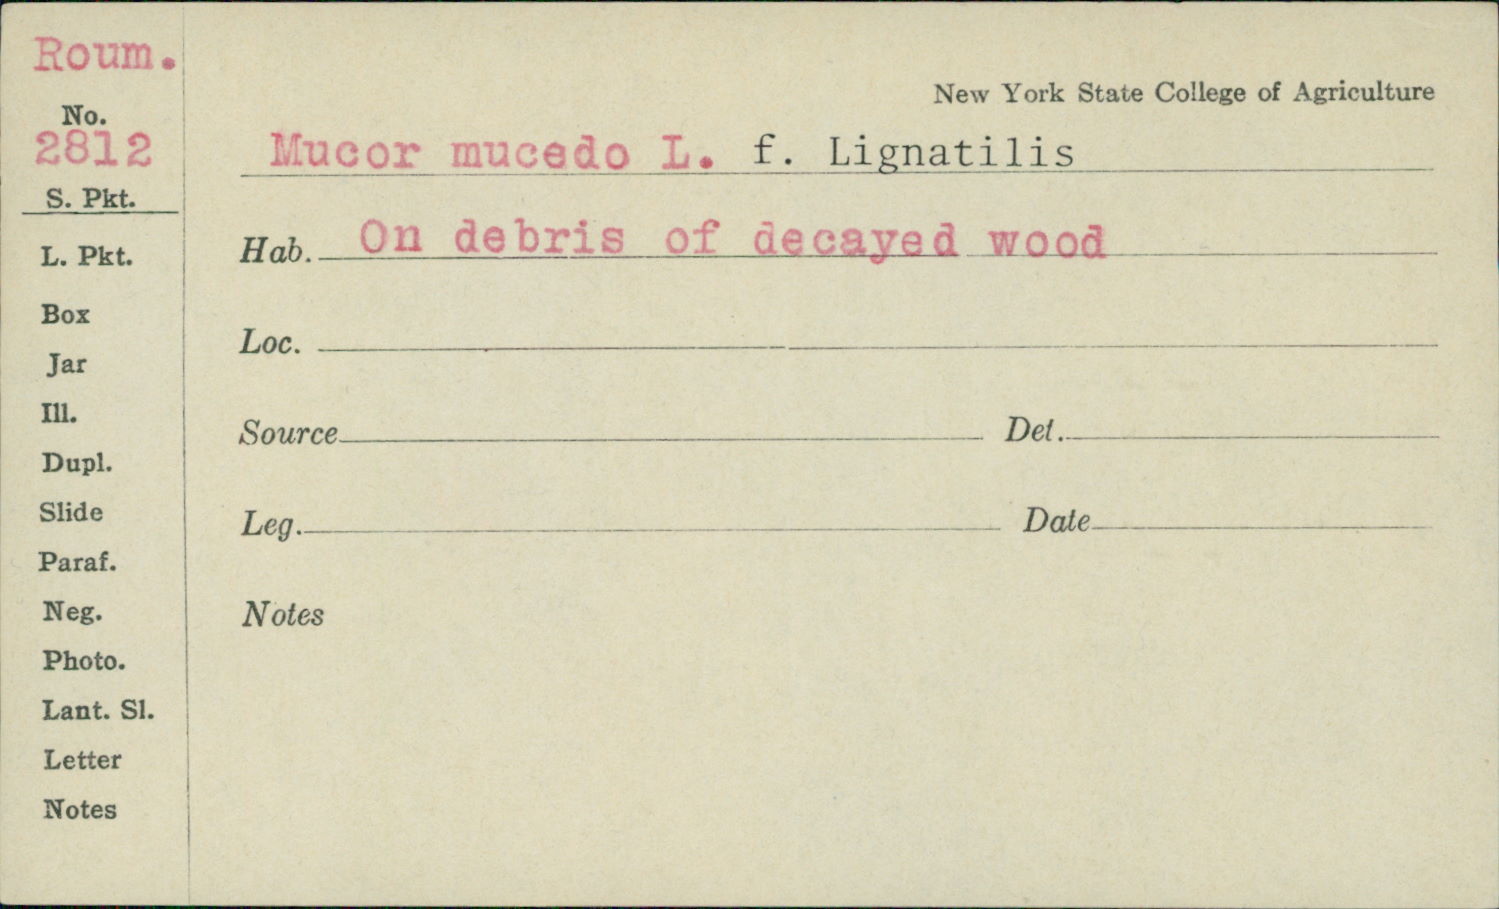 Roum.
No.
2812
S. Pkt.
L. Pkt.
Box
Jar
Ill.
Dupl.
Slide
Paraf.
Neg.
Photo.
Lant. Sl.
Letter
Notes
New York State College of Agriculture
Mucor mucedo L. f. Lignatilis
Hab. On debris of decayed wood
Loc.
Source Det.
Leg. Date
Notes